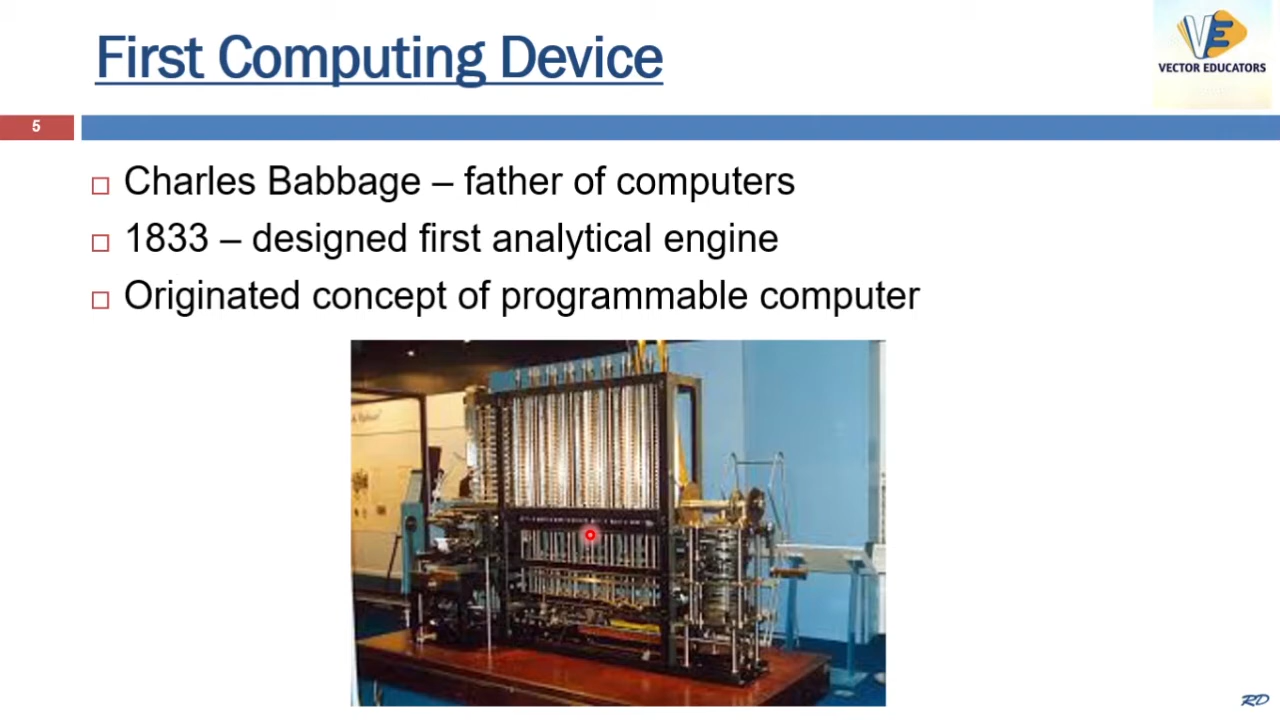 First Computing Device
VE
VECTOR EDUCATORS
5
Charles Babbage – father of computers
1833 – designed first analytical engine
Originated concept of programmable computer
RD